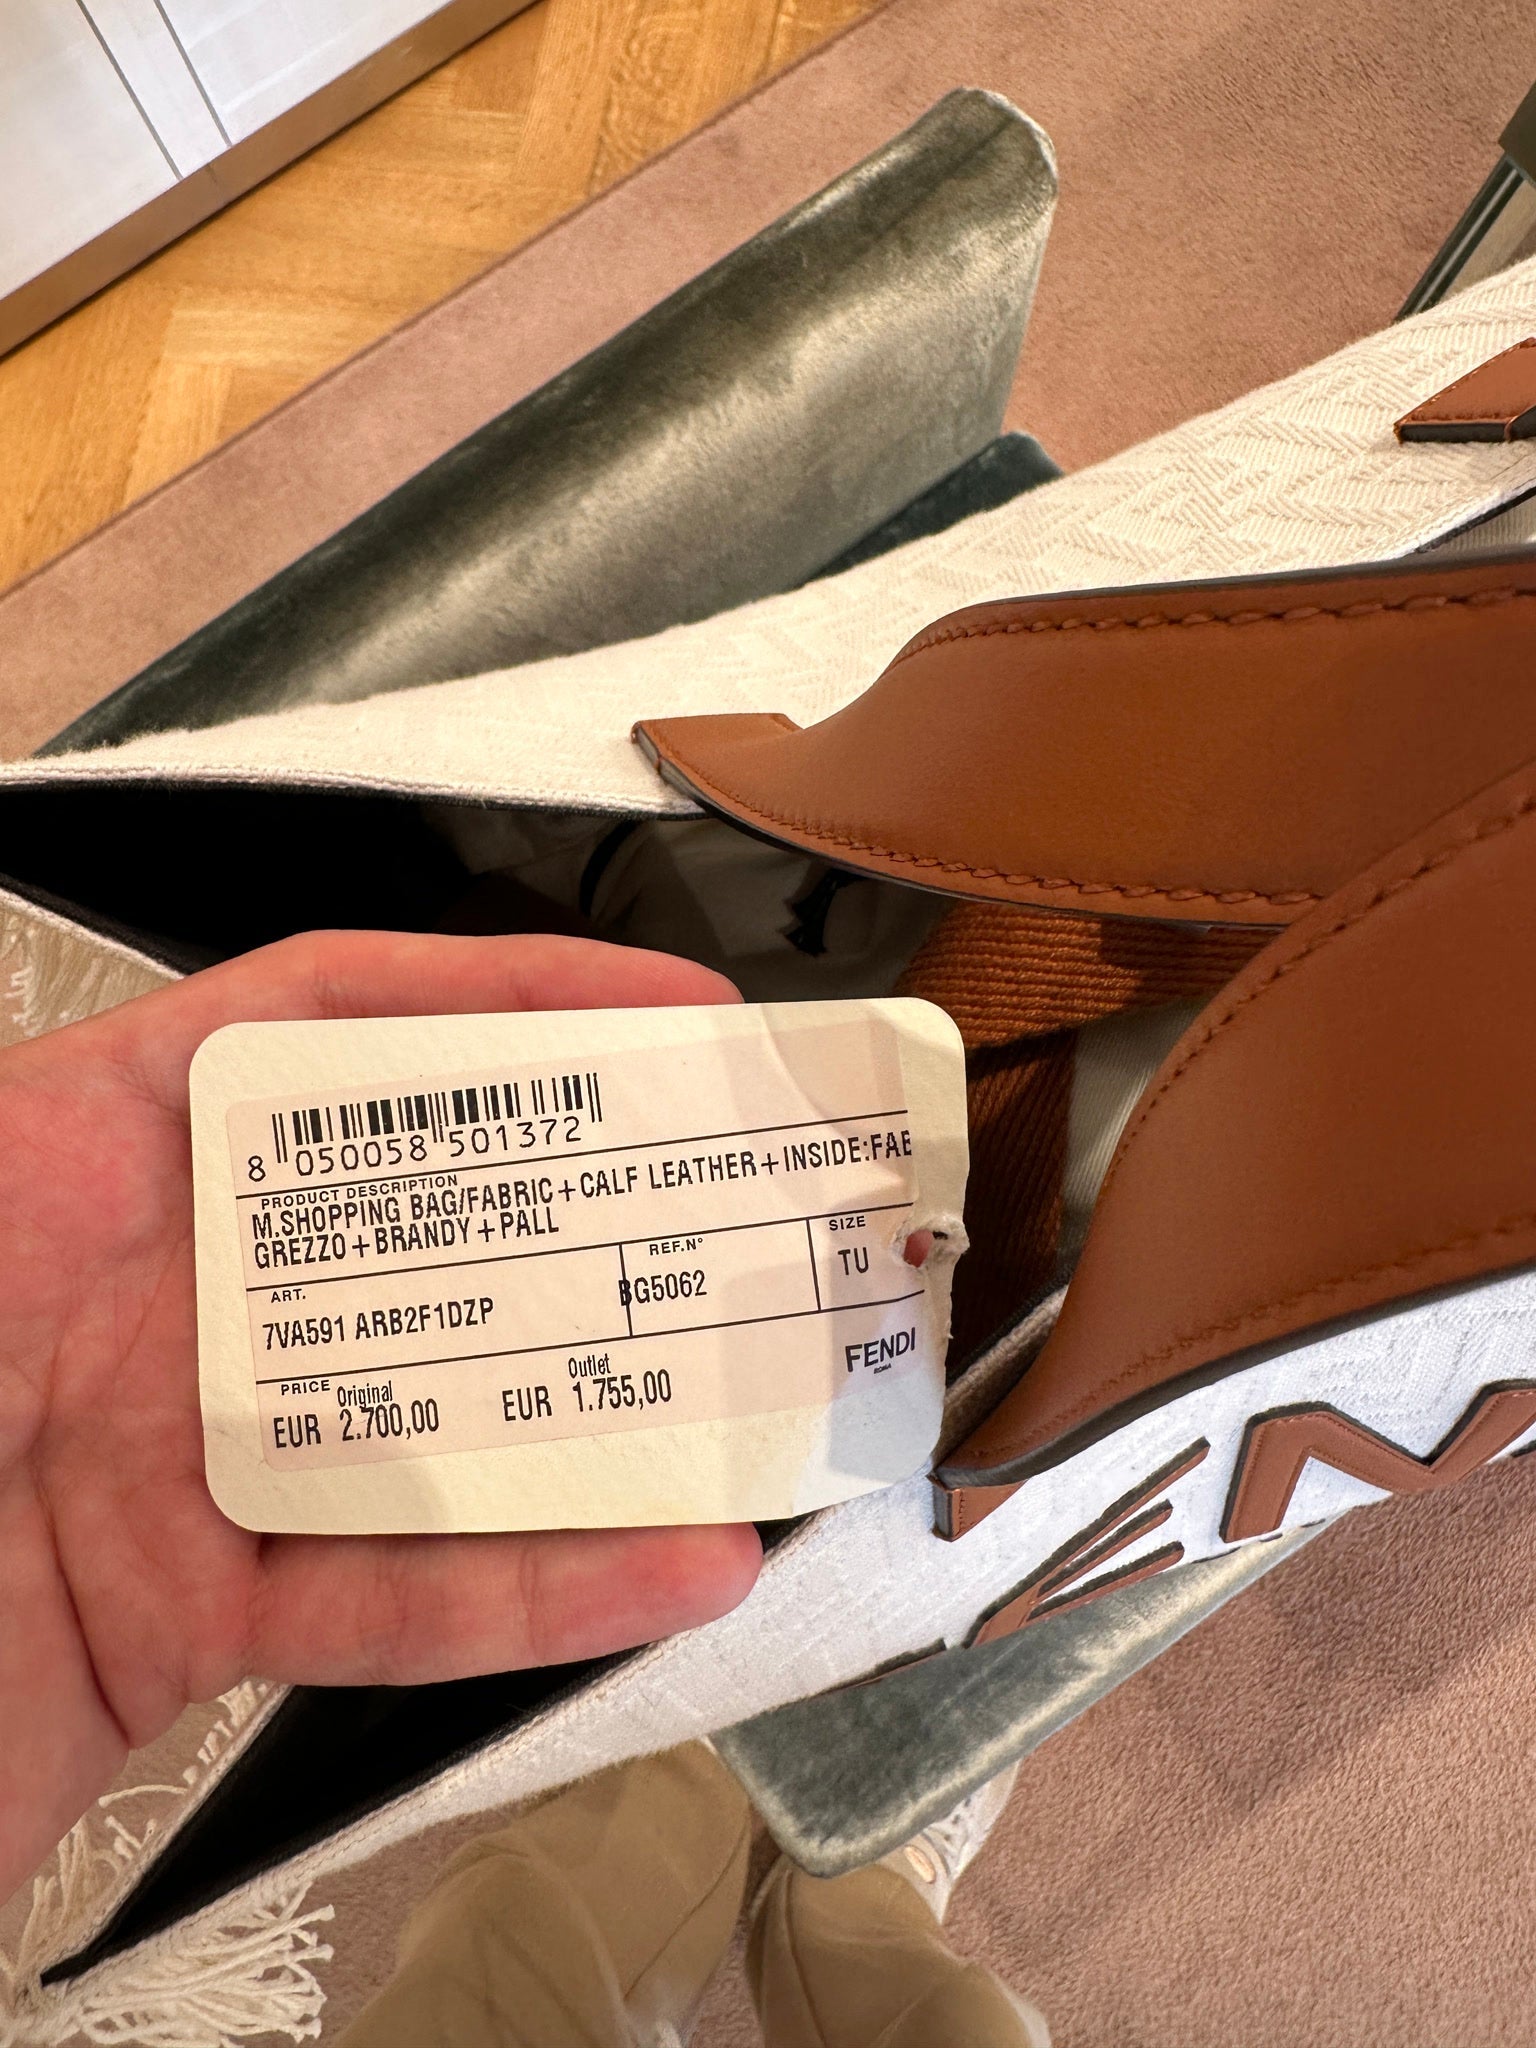 8 050058 501372
PRODUCT DESCRIPTION
M.SHOPPING BAG/FABRIC+CALF LEATHER+INSIDE:FAB
GREZZO+BRANDY+PALL
ART.
REF.N°
SIZE
7VA591 ARB2F1DZP
BG5062
TU
FENDI
ROMA
PRICE
Original
Outlet
EUR 2.700,00
EUR 1.755,00